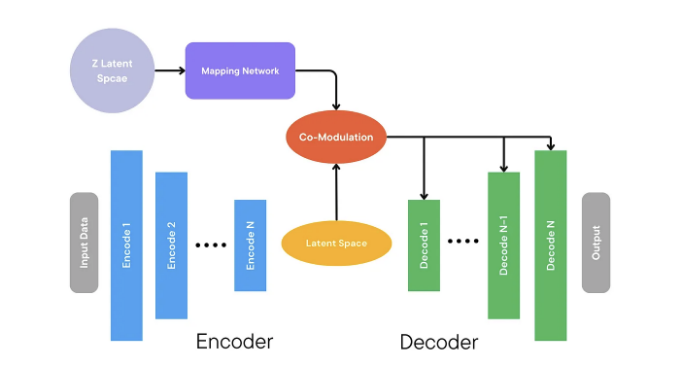 Z Latent
Spcae
Mapping Network
Co-Modulation
Input Data
Encode 1
Encode 2
Encode N
Latent Space
Decode 1
Decode N-1
Decode N
Output
Encoder
Decoder